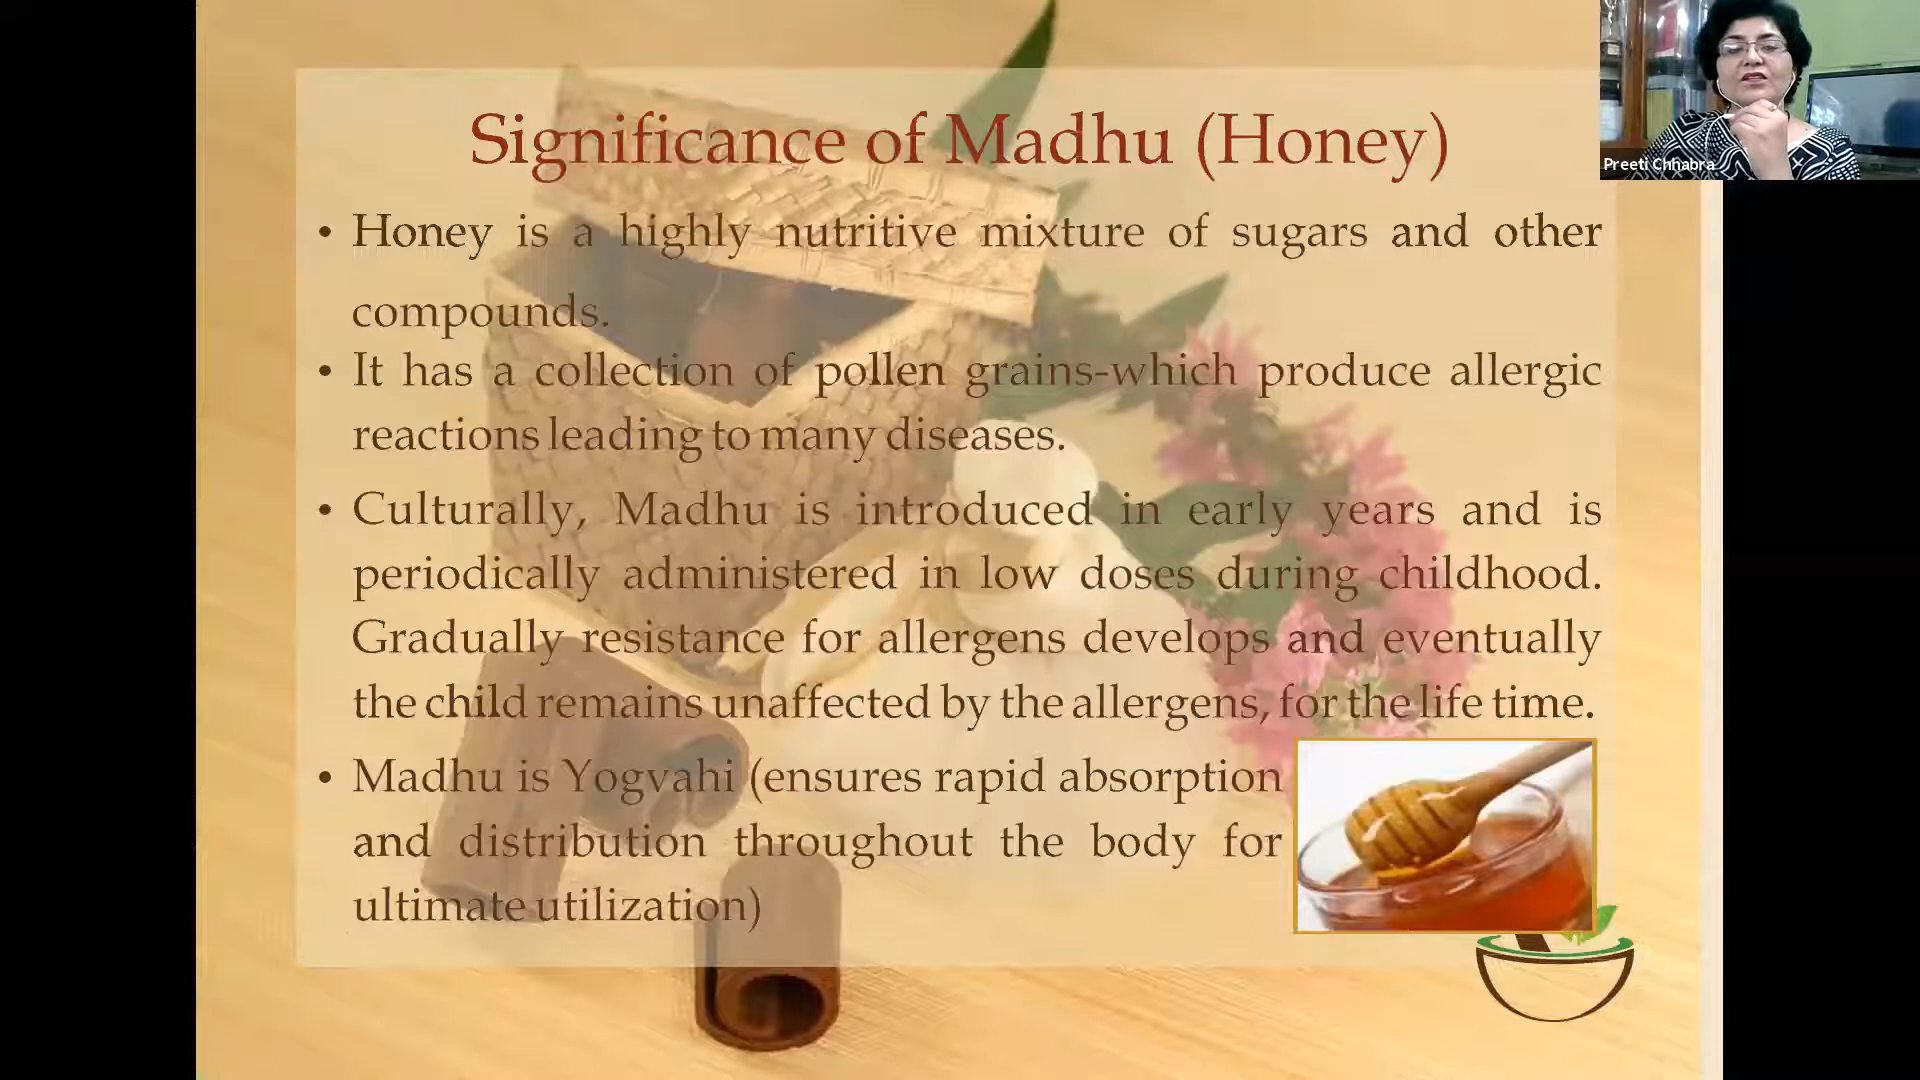 Significance of Madhu (Honey)
• Honey is a highly nutritive mixture of sugars and other
compounds.
• It has a collection of pollen grains-which produce allergic
reactions leading to many diseases.
• Culturally, Madhu is introduced in early years and is
periodically administered in low doses during childhood.
Gradually resistance for allergens develops and eventually
the child remains unaffected by the allergens, for the life time.
• Madhu is Yogvahi (ensures rapid absorption
and distribution throughout the body for
ultimate utilization)
Preeti Chhabra